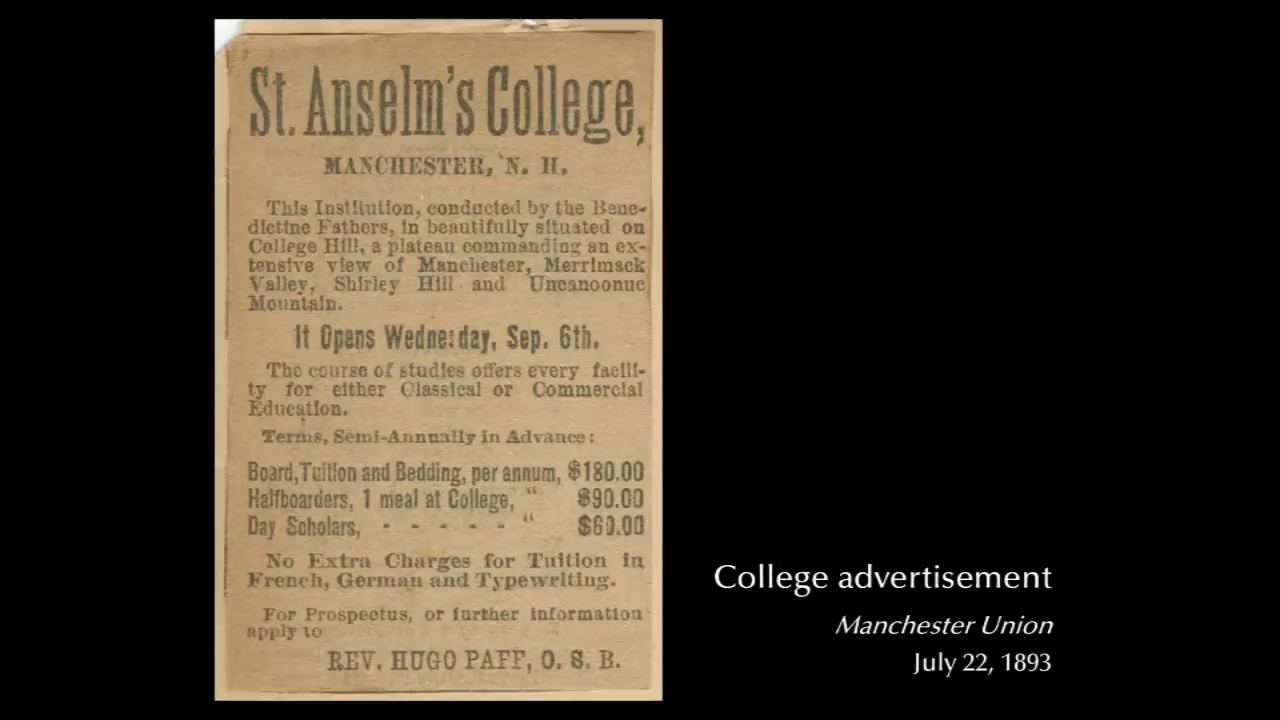 St. Anselm's College,
MANCHESTER, N. H.
This Institution, conducted by the Bene-
dictine Fathers, in beautifully situated on
College Hill, a plateau commanding an ex-
tensive view of Manchester, Merrimack
Valley, Shirley Hill and Uncanoonuc
Mountain.
It Opens Wednesday, Sep. 6th.
The course of studies offers every facili-
ty for either Classical or Commercial
Education.
Terms, Semi-Annually in Advance:
Board, Tuition and Bedding, per annum, $180.00
Halfboarders, 1 meal at College, " $90.00
Day Scholars, - - - - - " $60.00
No Extra Charges for Tuition in
French, German and Typewriting.
For Prospectus, or further information
apply to
REV. HUGO PAFF, O. S. B.
College advertisement
Manchester Union
July 22, 1893